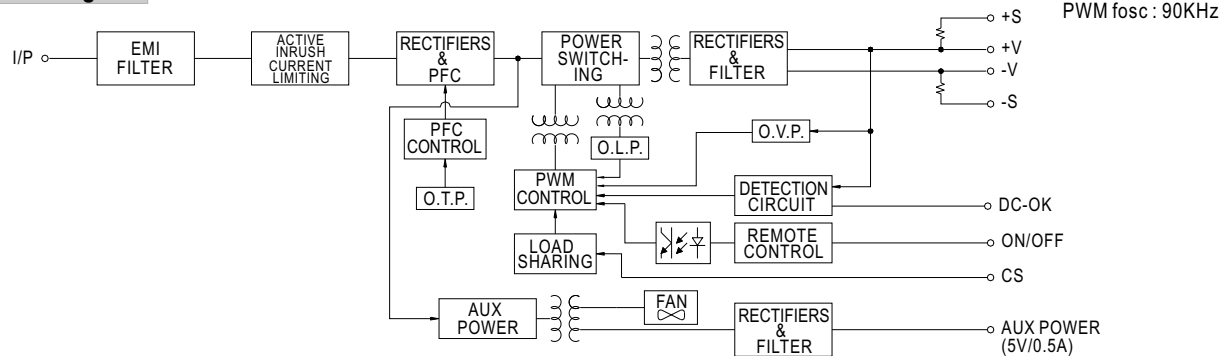 PWM fosc : 90KHz
I/P
EMI
FILTER
ACTIVE
INRUSH
CURRENT
LIMITING
RECTIFIERS
&
PFC
POWER
SWITCH-
ING
RECTIFIERS
&
FILTER
+S
+V
-V
-S
PFC
CONTROL
O.L.P.
O.V.P.
O.T.P.
PWM
CONTROL
DETECTION
CIRCUIT
DC-OK
LOAD
SHARING
REMOTE
CONTROL
ON/OFF
CS
AUX
POWER
FAN
RECTIFIERS
&
FILTER
AUX POWER
(5V/0.5A)